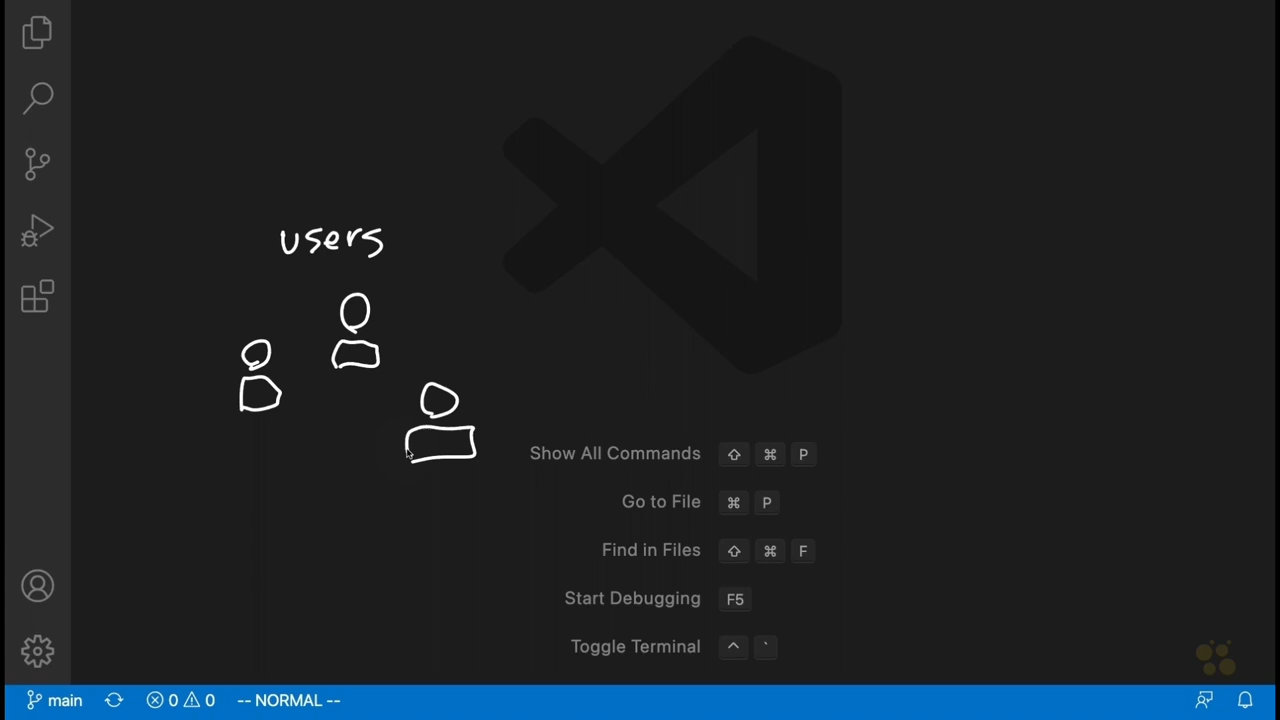 users
Show All Commands ⇧ ⌘ P
Go to File ⌘ P
Find in Files ⇧ ⌘ F
Start Debugging F5
Toggle Terminal ^ `
main 0 0 -- NORMAL --